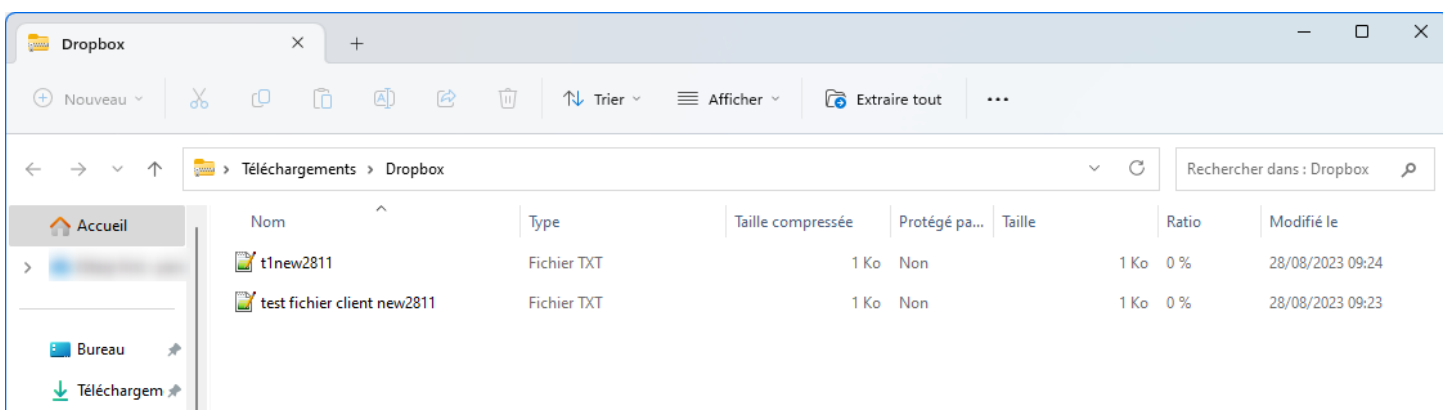 Dropbox
Nouveau Trier Afficher Extraire tout
Téléchargements > Dropbox Rechercher dans : Dropbox
Accueil
Nom Type Taille compressée Protégé pa... Taille Ratio Modifié le
t1new2811 Fichier TXT 1 Ko Non 1 Ko 0 % 28/08/2023 09:24
test fichier client new2811 Fichier TXT 1 Ko Non 1 Ko 0 % 28/08/2023 09:23
Bureau
Téléchargem